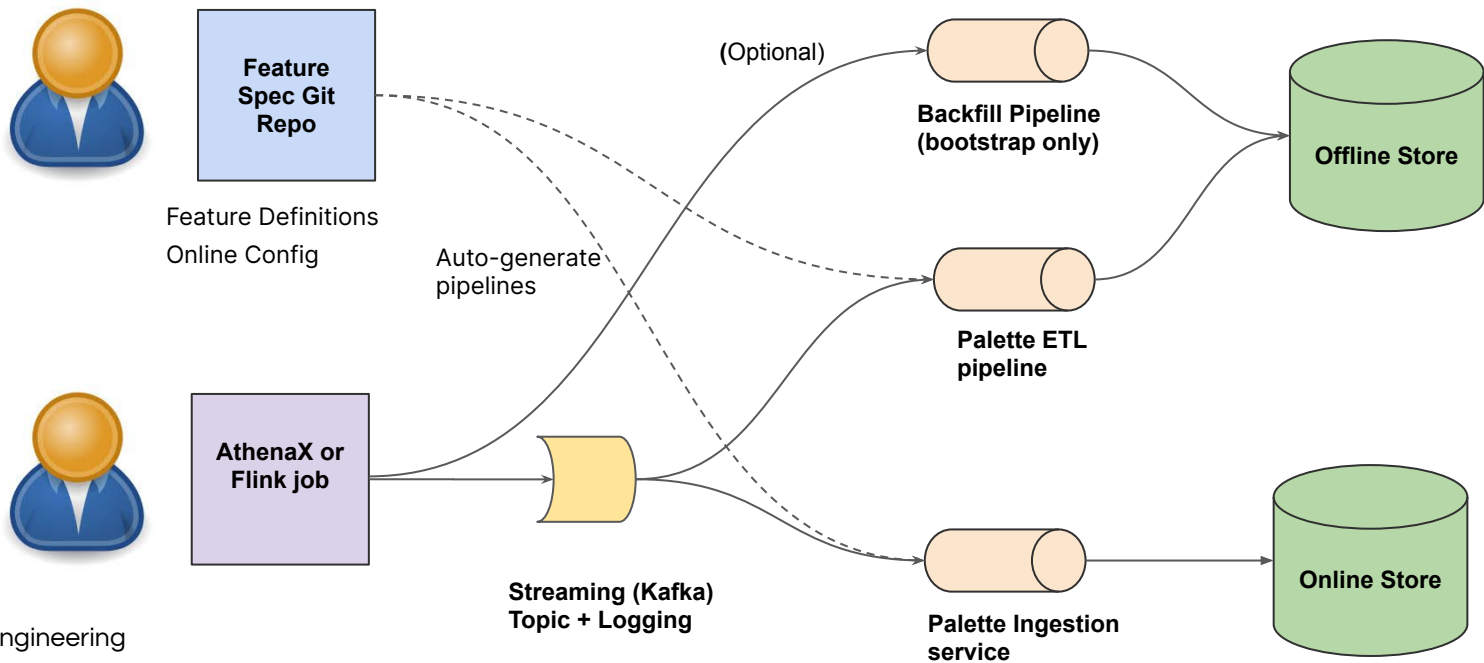 Feature
Spec Git
Repo
Feature Definitions
Online Config
Auto-generate
pipelines
(Optional)
Backfill Pipeline
(bootstrap only)
Offline Store
Palette ETL
pipeline
AthenaX or
Flink job
Streaming (Kafka)
Topic + Logging
Palette Ingestion
service
Online Store
ngineering